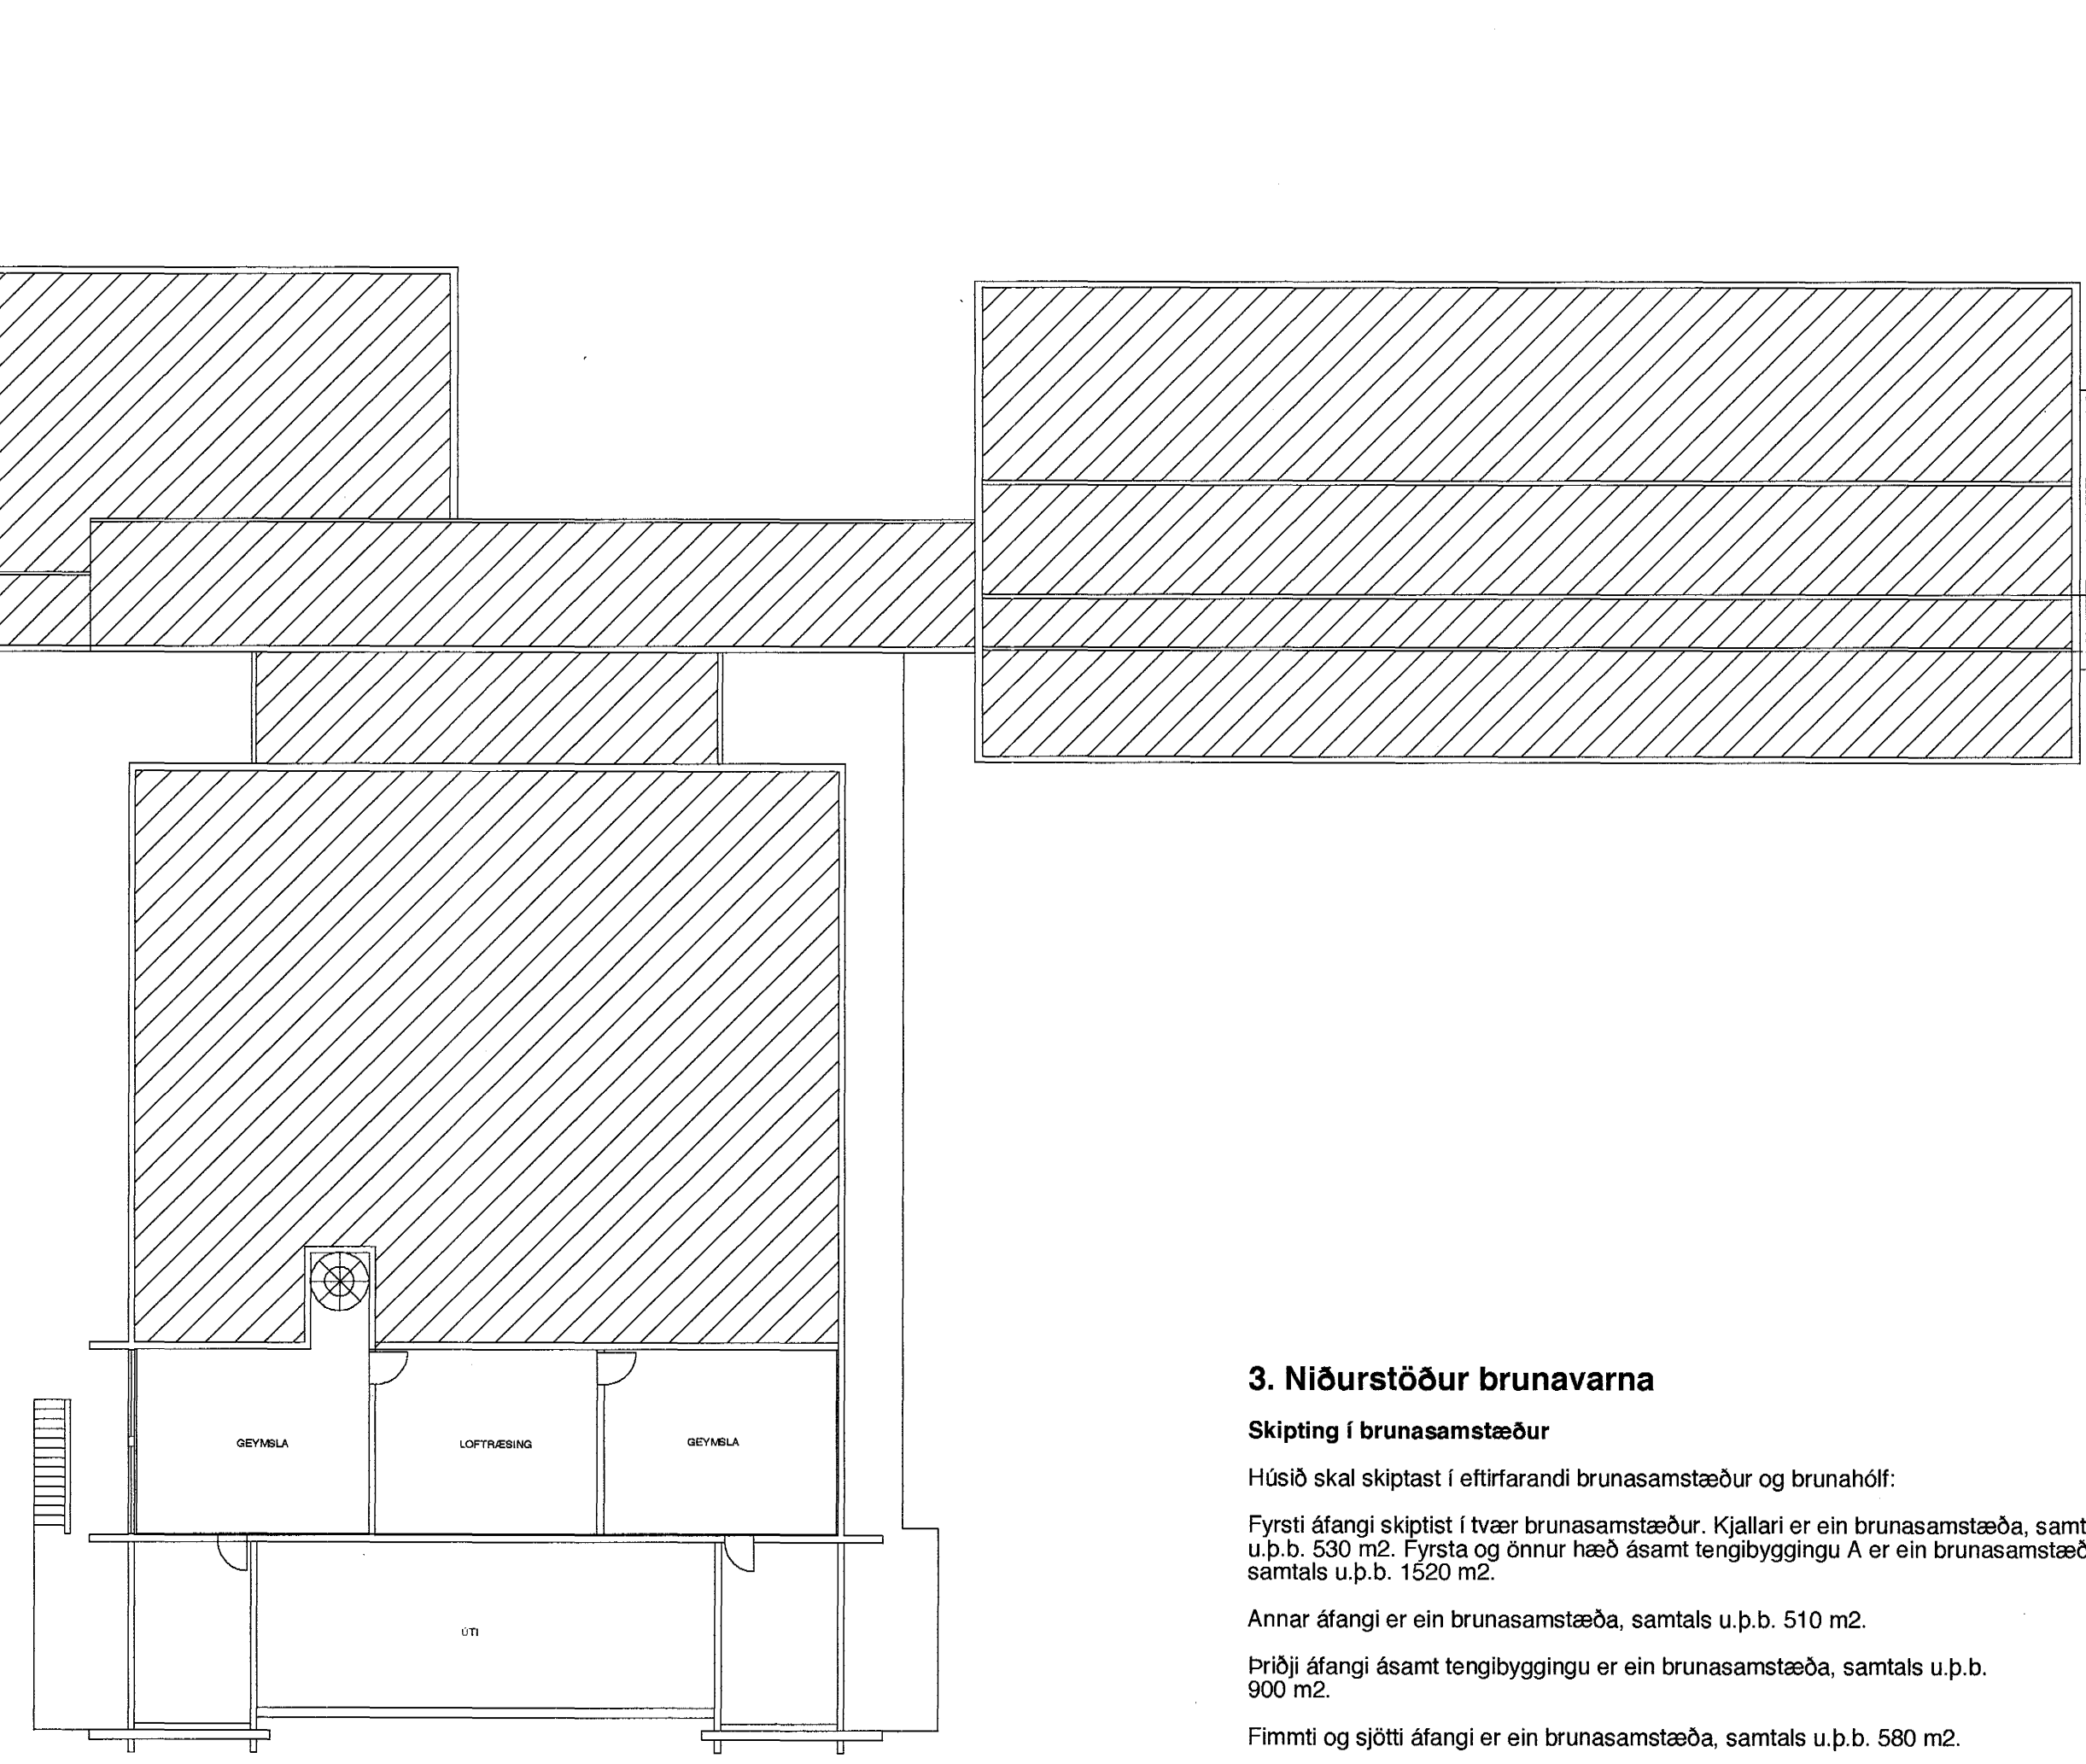 GEYMSLA
LOFTRÆSING
GEYMSLA
ÚTI
3. Niðurstöður brunavarna
Skipting í brunasamstæður
Húsið skal skiptast í eftirfarandi brunasamstæður og brunahólf:
Fyrsti áfangi skiptist í tvær brunasamstæður. Kjallari er ein brunasamstæða, samt
u.þ.b. 530 m2. Fyrsta og önnur hæð ásamt tengibyggingu A er ein brunasamstæð
samtals u.þ.b. 1520 m2.
Annar áfangi er ein brunasamstæða, samtals u.þ.b. 510 m2.
Þriðji áfangi ásamt tengibyggingu er ein brunasamstæða, samtals u.þ.b.
900 m2.
Fimmti og sjötti áfangi er ein brunasamstæða, samtals u.þ.b. 580 m2.